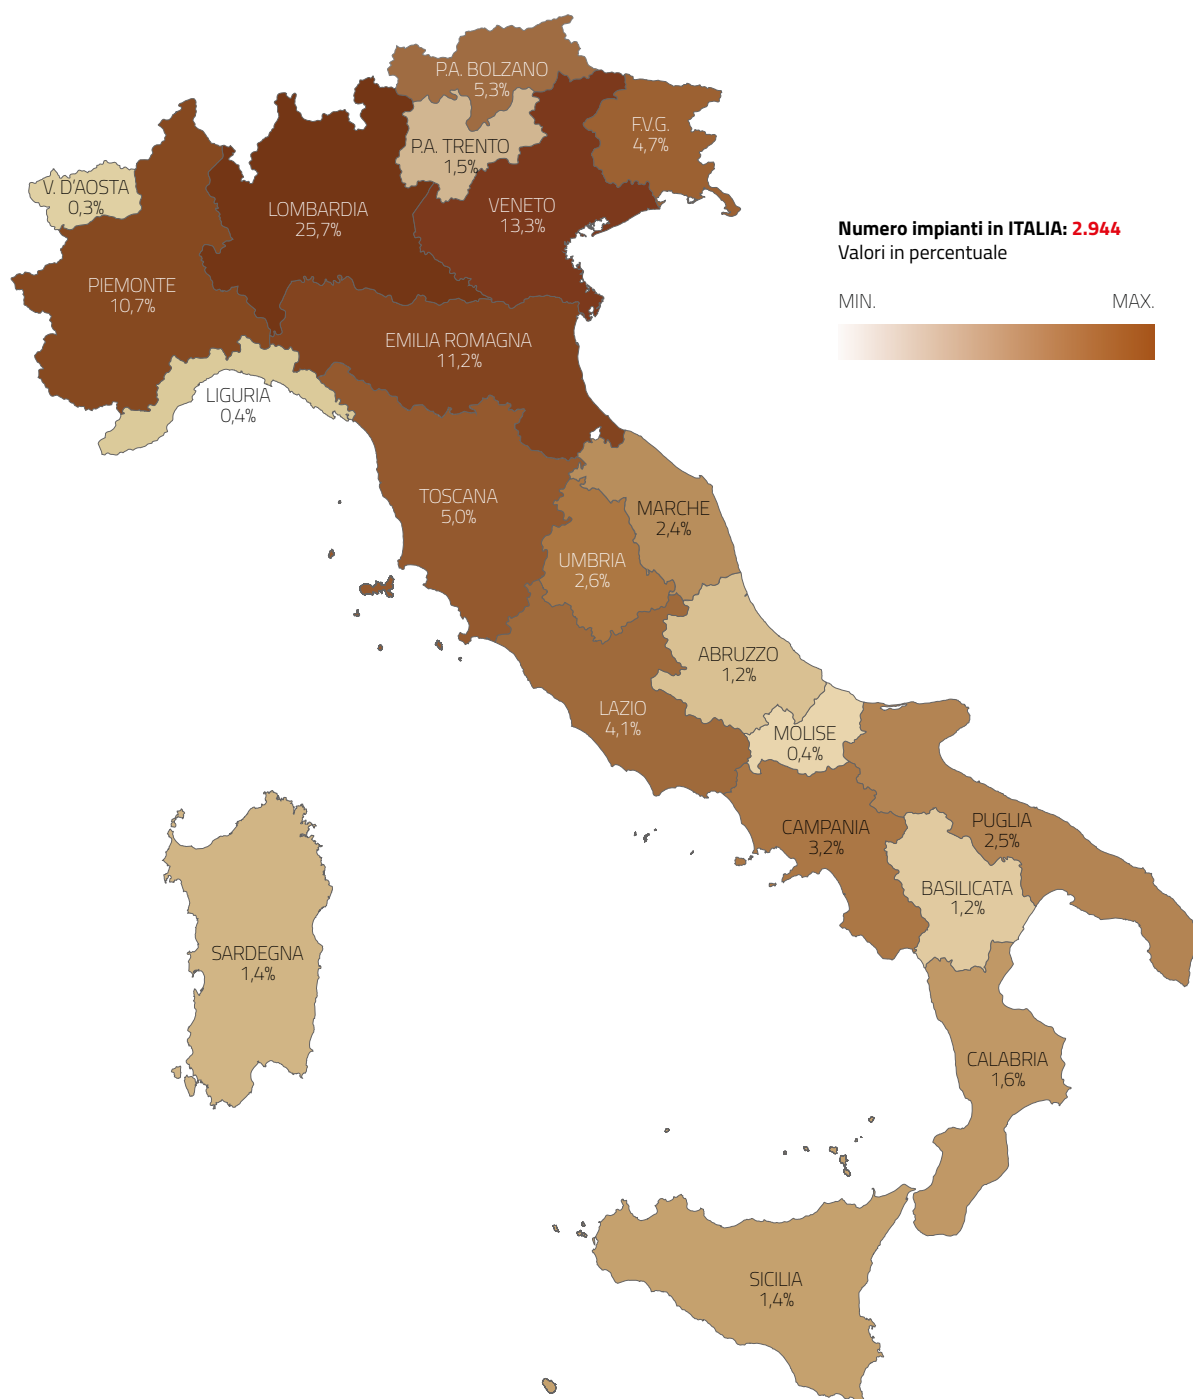 P.A. BOLZANO
5,3%
F.V.G.
4,7%
P.A. TRENTO
1,5%
V. D'AOSTA
0,3%
LOMBARDIA
25,7%
VENETO
13,3%
Numero impianti in ITALIA: 2.944
Valori in percentuale
MIN.
MAX.
PIEMONTE
10,7%
EMILIA ROMAGNA
11,2%
LIGURIA
0,4%
TOSCANA
5,0%
MARCHE
2,4%
UMBRIA
2,6%
ABRUZZO
1,2%
LAZIO
4,1%
MOLISE
0,4%
CAMPANIA
3,2%
PUGLIA
2,5%
BASILICATA
1,2%
SARDEGNA
1,4%
CALABRIA
1,6%
SICILIA
1,4%